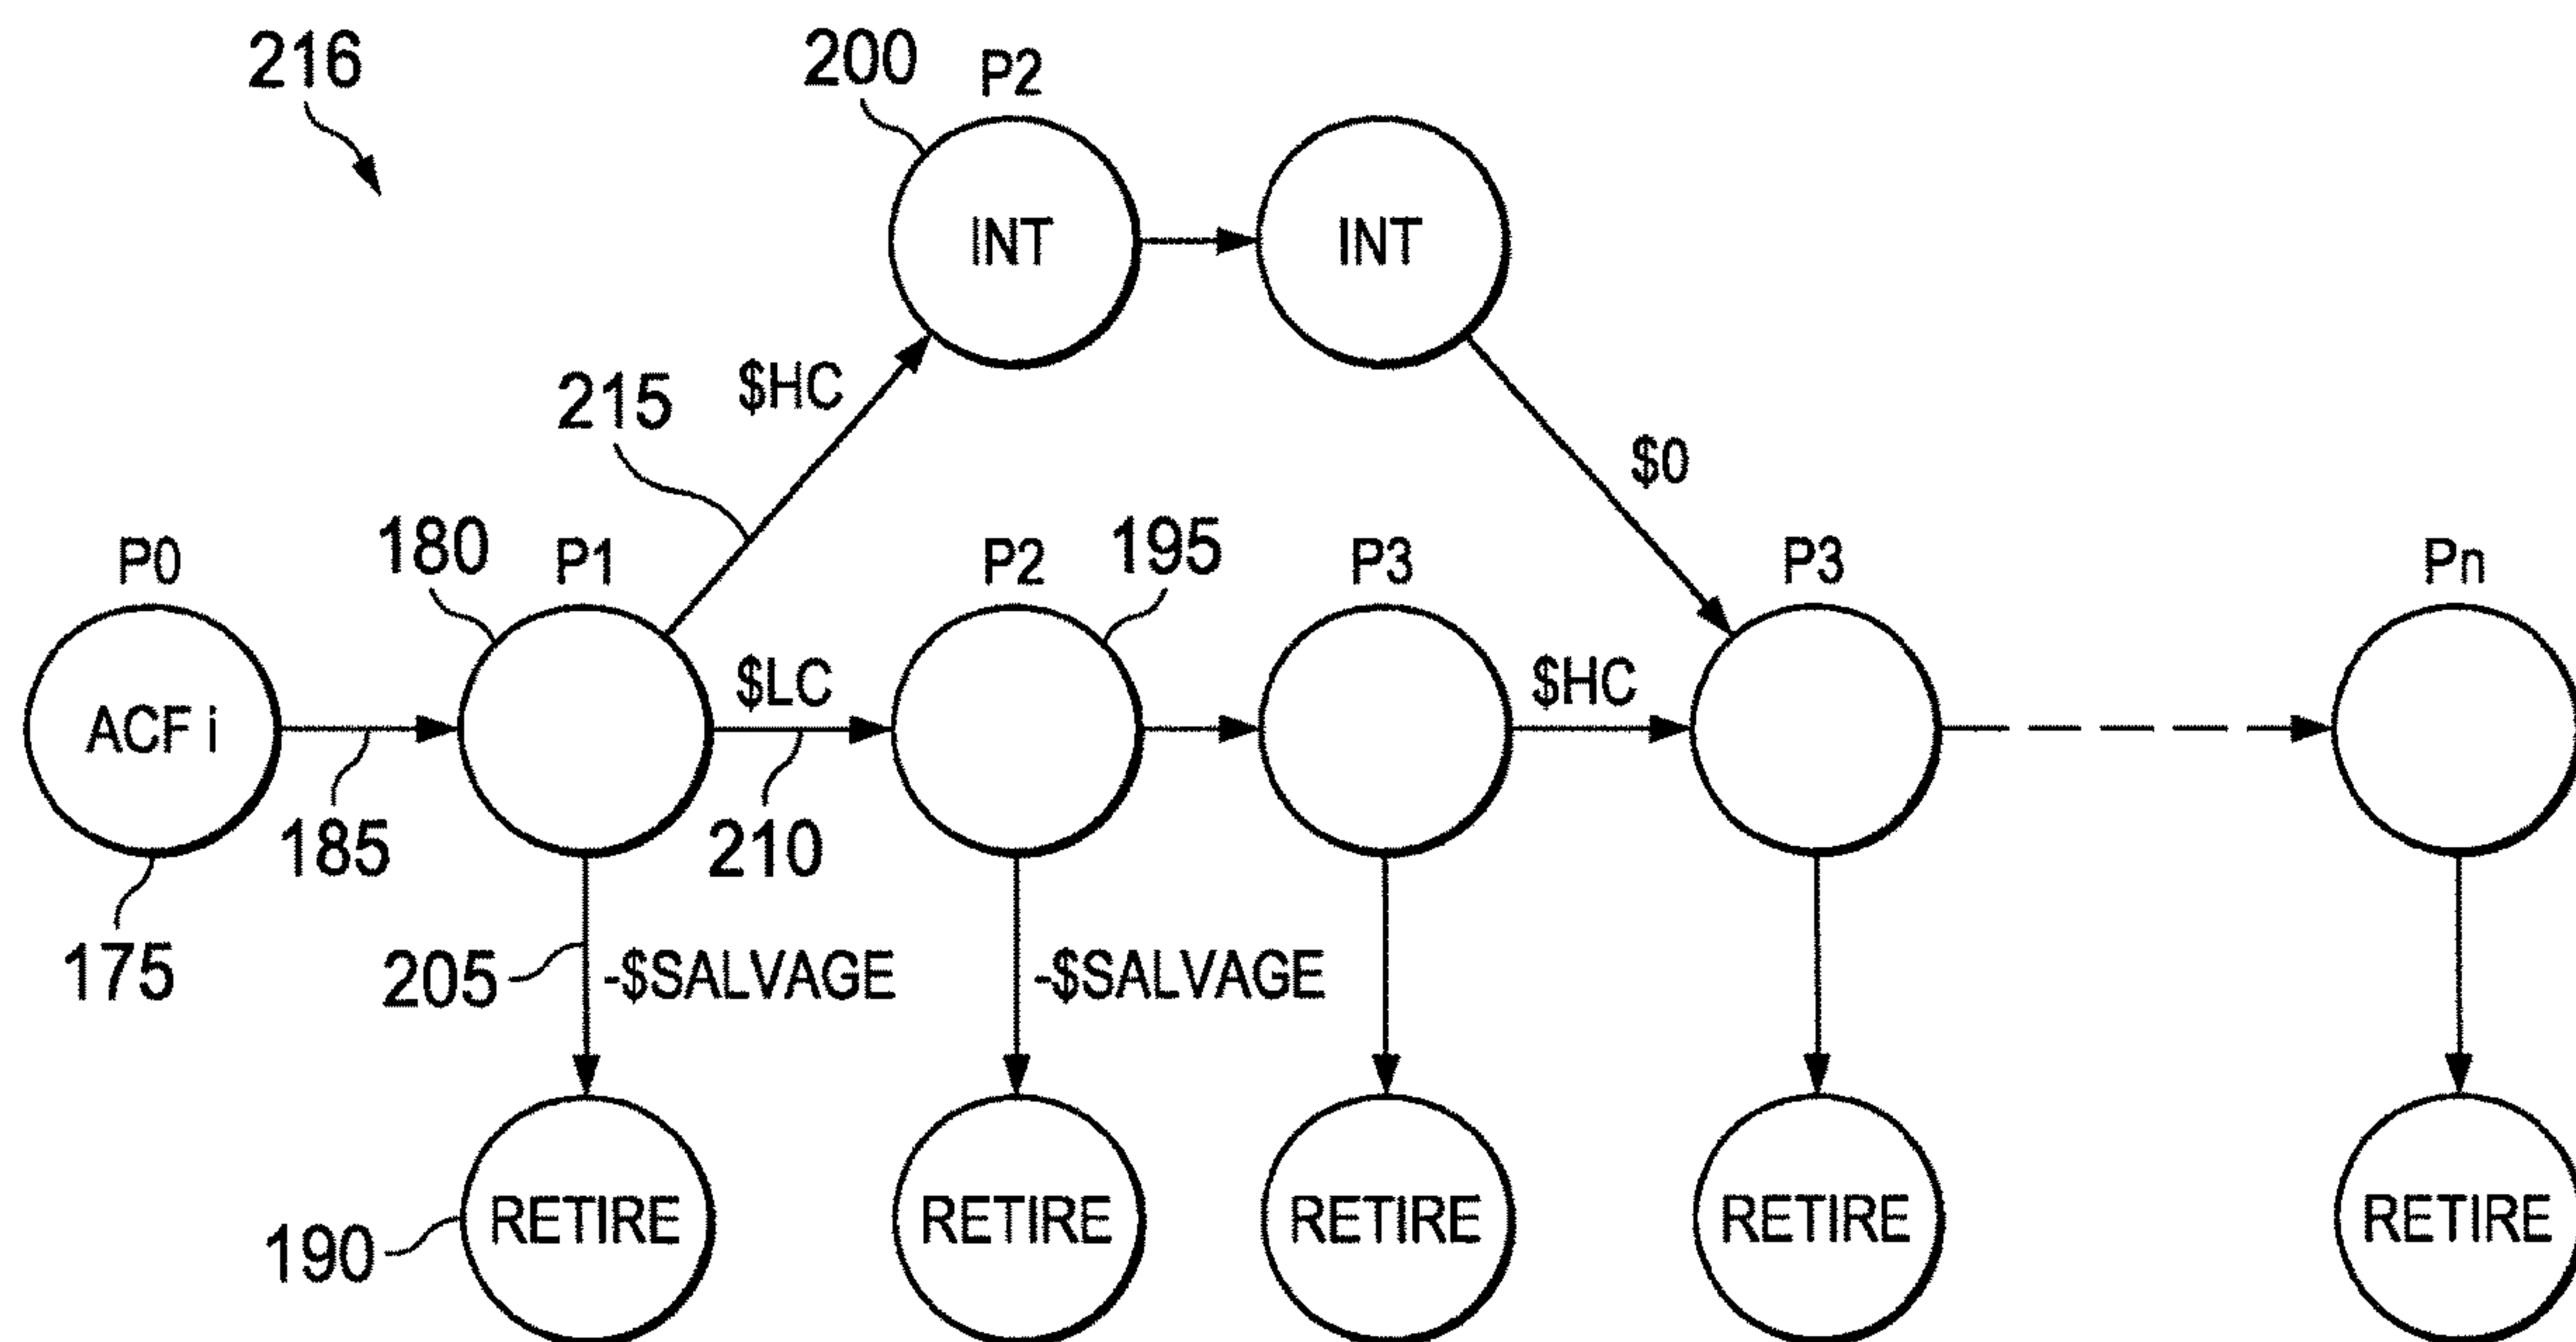 216
200
P2
INT
INT
215
$HC
$0
P0
180
P1
P2
195
P3
P3
Pn
ACF i
$LC
$HC
185
210
175
205
-$SALVAGE
-$SALVAGE
190
RETIRE
RETIRE
RETIRE
RETIRE
RETIRE